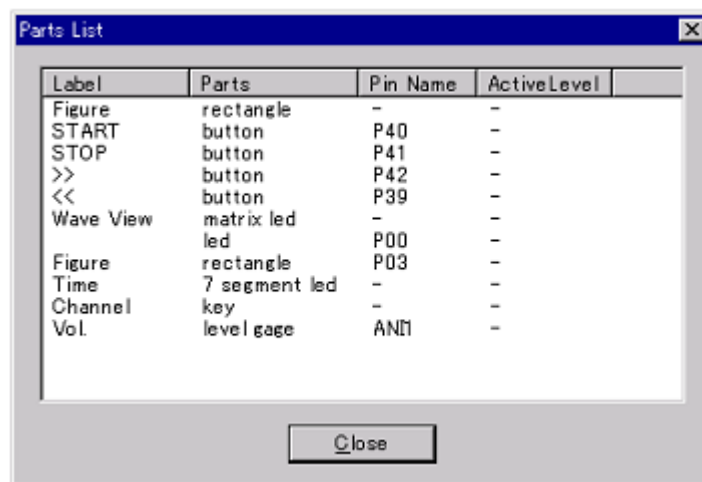 Parts List
Label Parts Pin Name ActiveLevel
Figure rectangle - -
START button P40 -
STOP button P41 -
>> button P42 -
<< button P39 -
Wave View matrix led - -
led P00 -
Figure rectangle P03 -
Time 7 segment led - -
Channel key - -
Vol. level gage -
Close